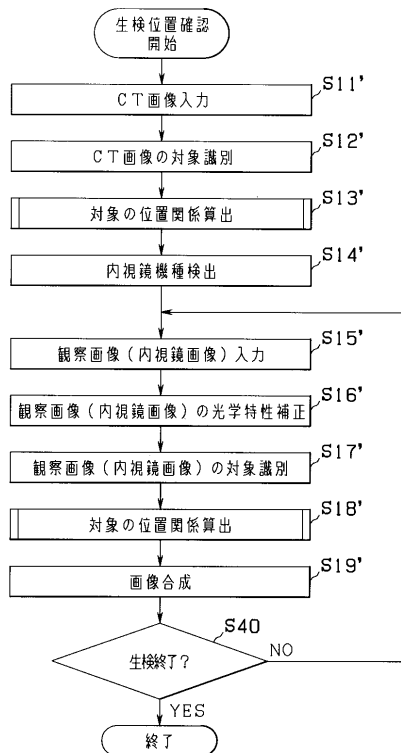 生検位置確認
開始
S11'
CT画像入力
S12'
CT画像の対象識別
S13'
対象の位置関係算出
S14'
内視鏡機種検出
S15'
観察画像(内視鏡画像)入力
S16'
観察画像(内視鏡画像)の光学特性補正
S17'
観察画像(内視鏡画像)の対象識別
S18'
対象の位置関係算出
S19'
画像合成
S40
生検終了?
NO
YES
終了